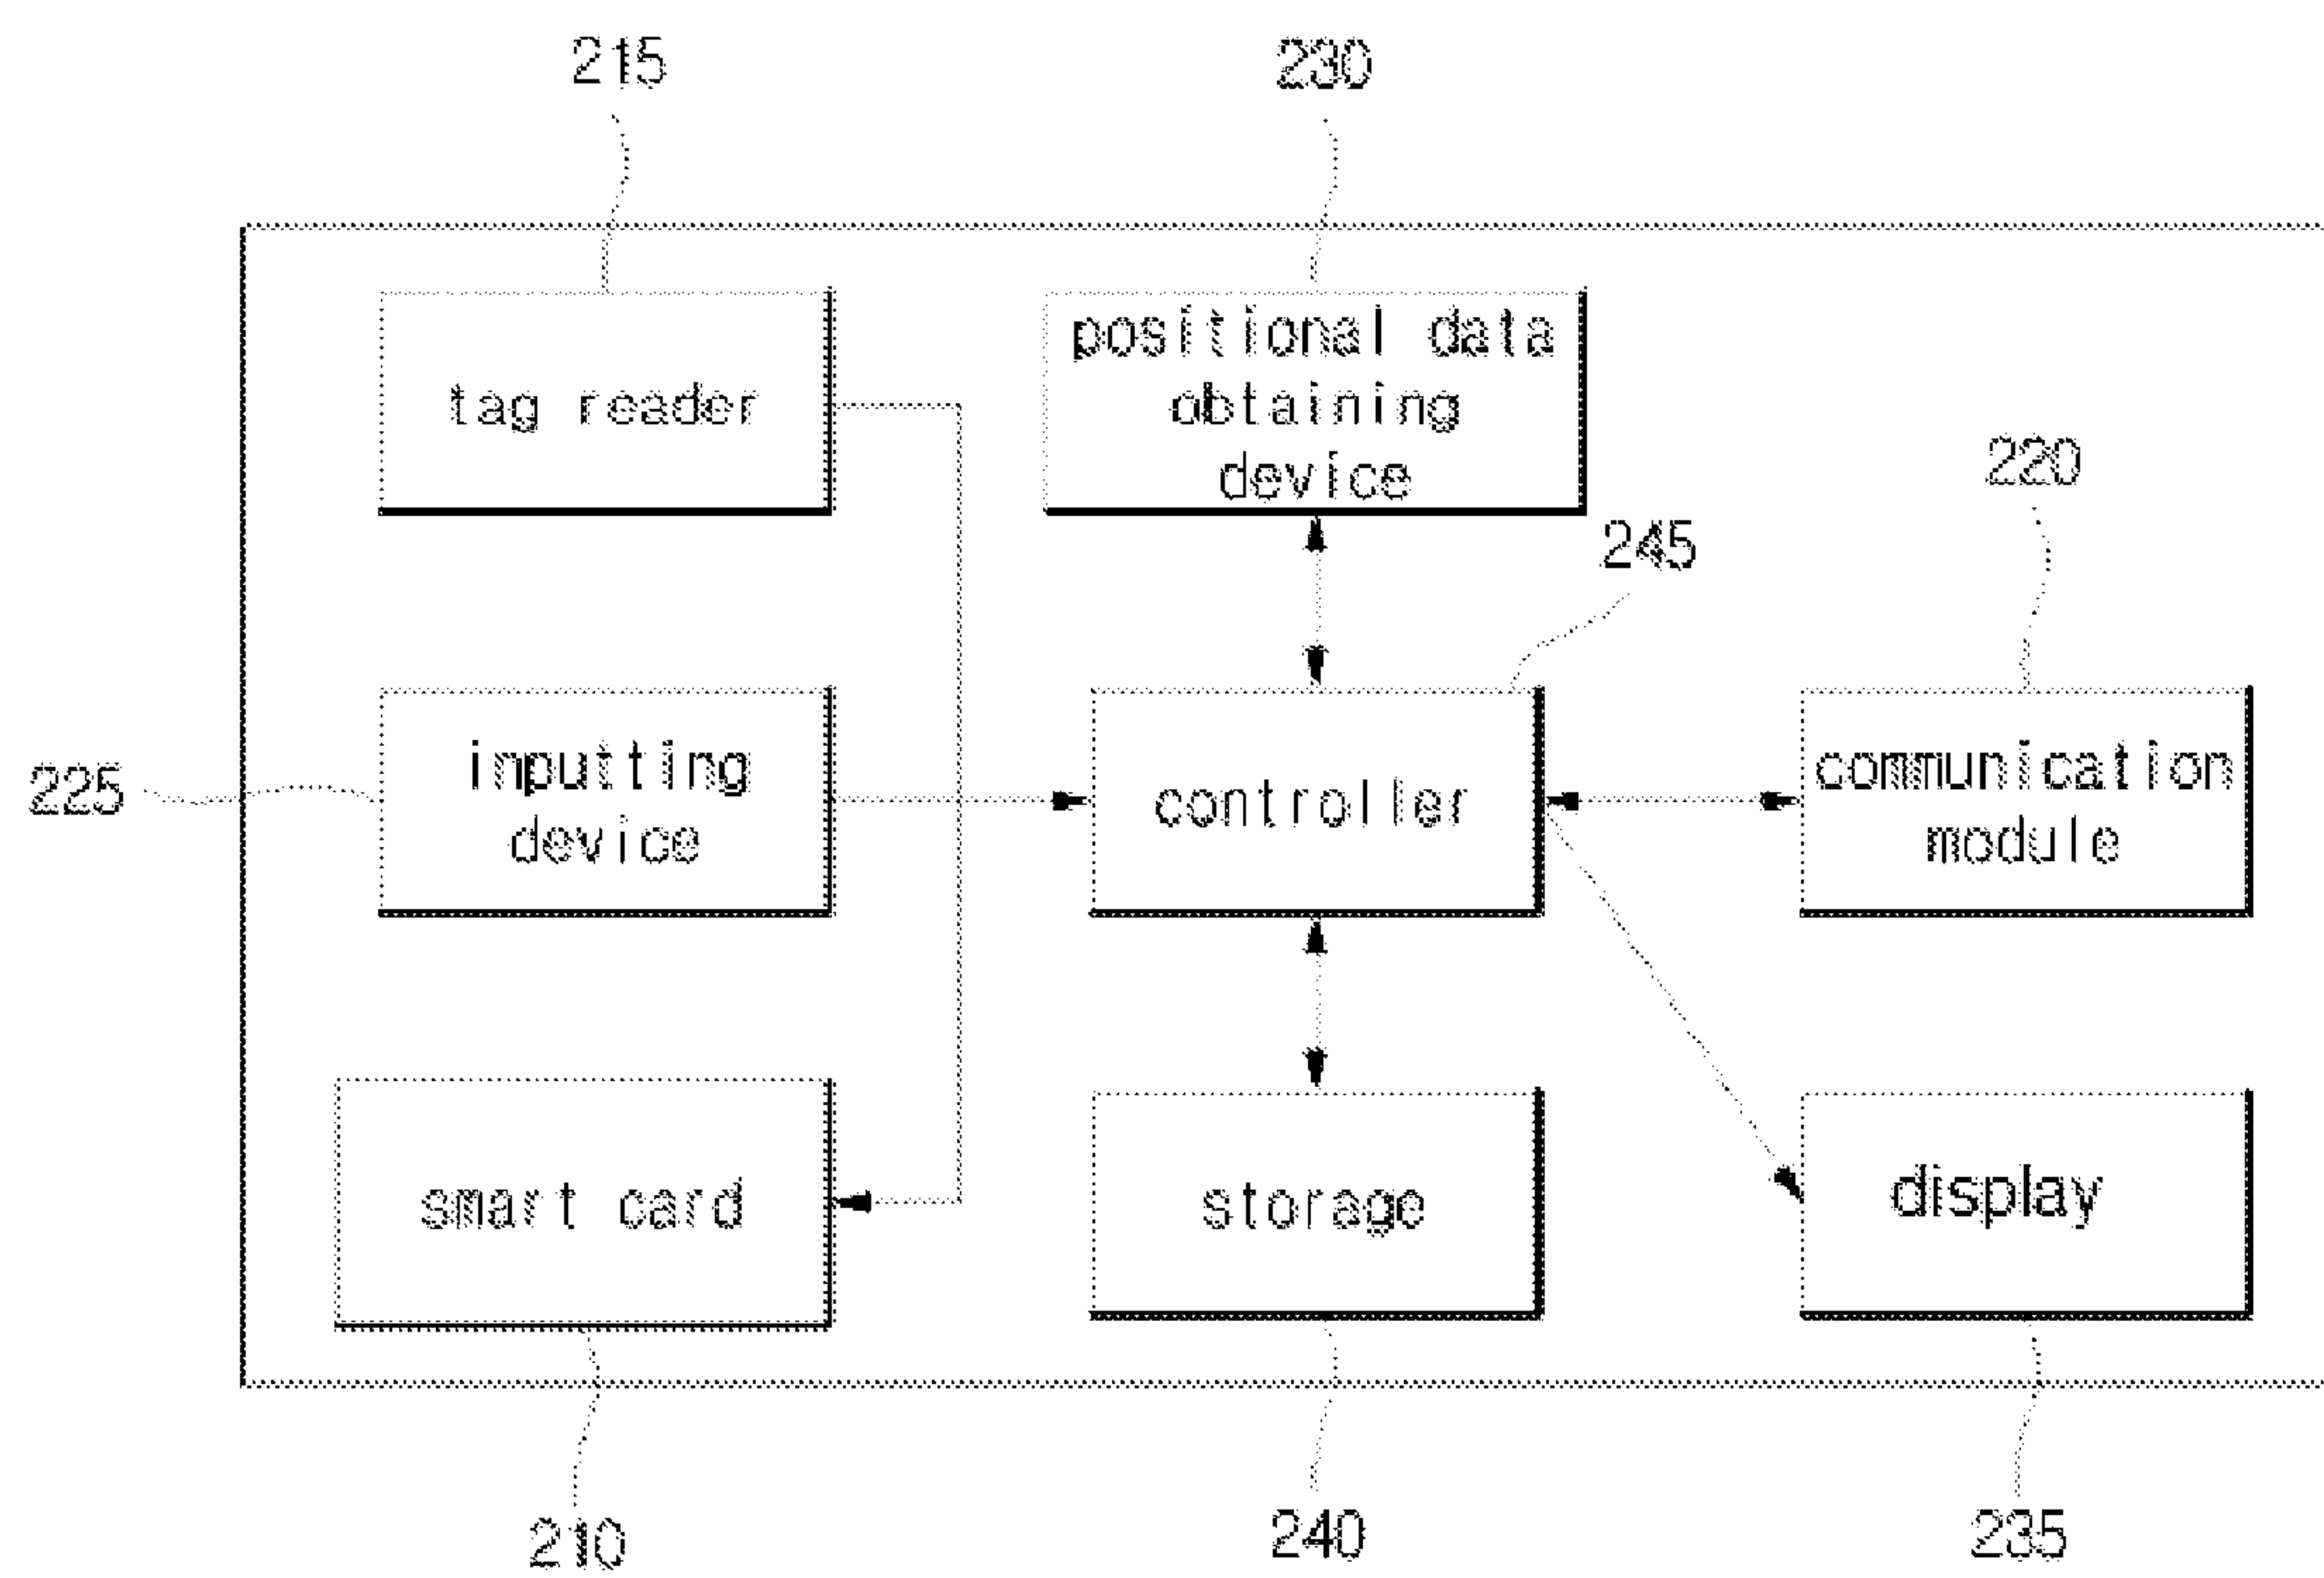 215
230
tag reader
positional data
obtaining
device
220
245
225
inputting
device
controller
communication
module
smart card
storage
display
210
240
235